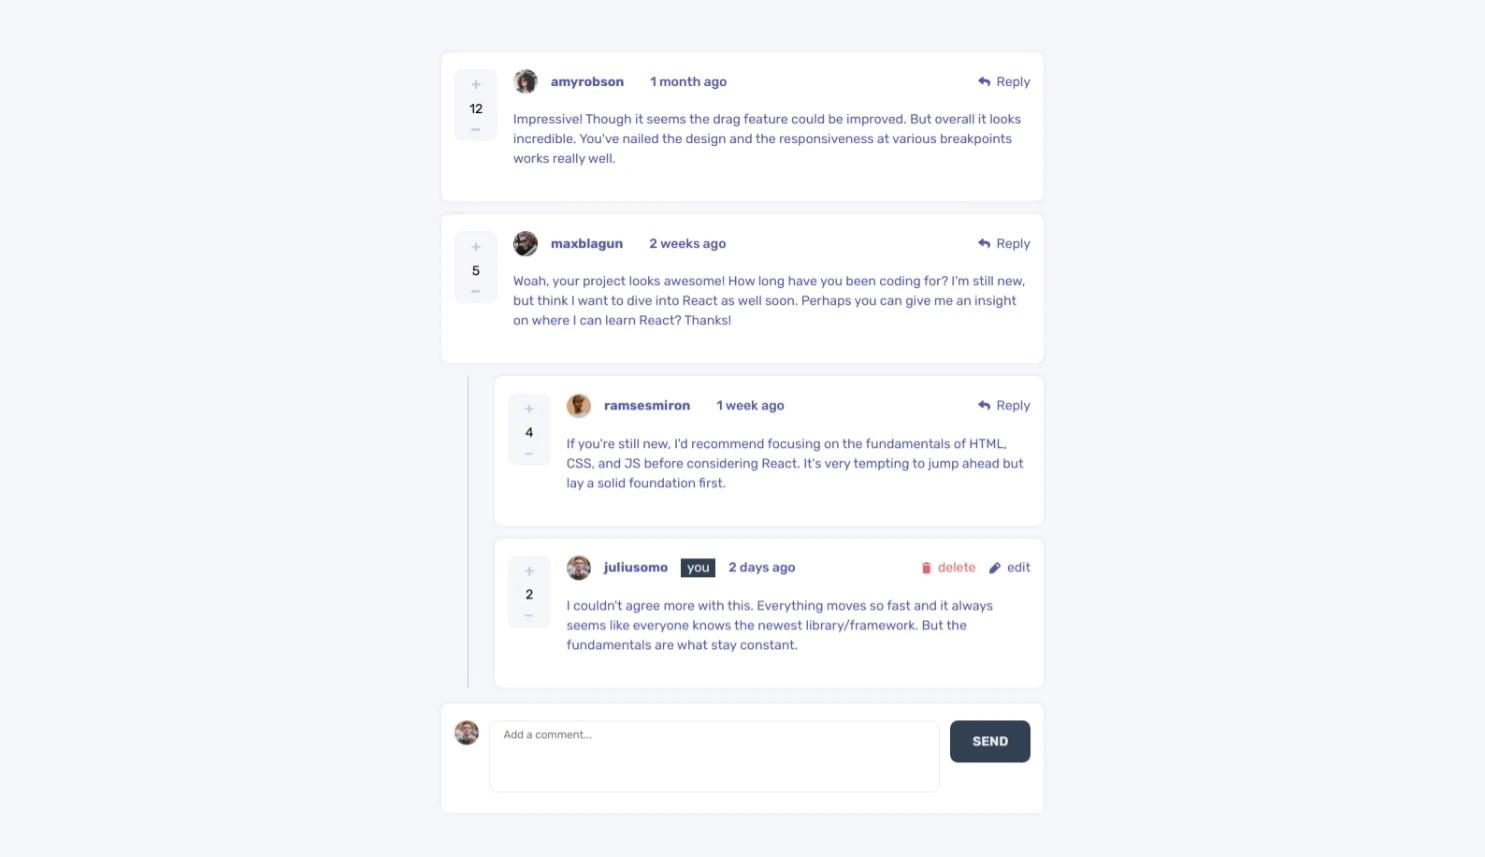 +
12
−
amyrobson 1 month ago Reply
Impressive! Though it seems the drag feature could be improved. But overall it looks
incredible. You've nailed the design and the responsiveness at various breakpoints
works really well.
+
5
−
maxblagun 2 weeks ago Reply
Woah, your project looks awesome! How long have you been coding for? I'm still new,
but think I want to dive into React as well soon. Perhaps you can give me an insight
on where I can learn React? Thanks!
+
4
−
ramsesmiron 1 week ago Reply
If you're still new, I'd recommend focusing on the fundamentals of HTML,
CSS, and JS before considering React. It's very tempting to jump ahead but
lay a solid foundation first.
+
2
−
juliusomo you 2 days ago delete edit
I couldn't agree more with this. Everything moves so fast and it always
seems like everyone knows the newest library/framework. But the
fundamentals are what stay constant.
Add a comment...
SEND